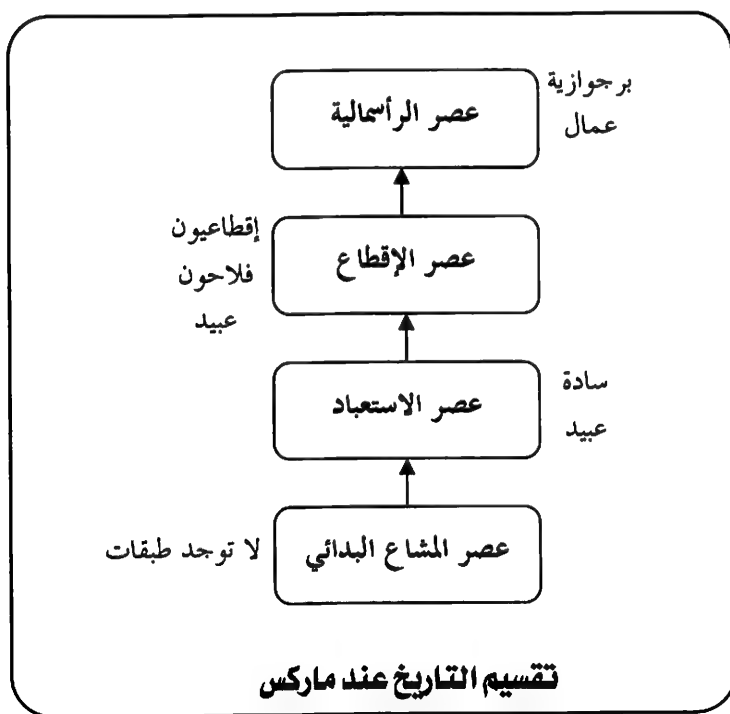 برجوازية
عمال
عصر الرأسمالية
إقطاعيون
فلاحون
عبيد
عصر الإقطاع
سادة
عبيد
عصر الاستعباد
عصر المشاع البدائي
لا توجد طبقات
تقسيم التاريخ عند ماركس